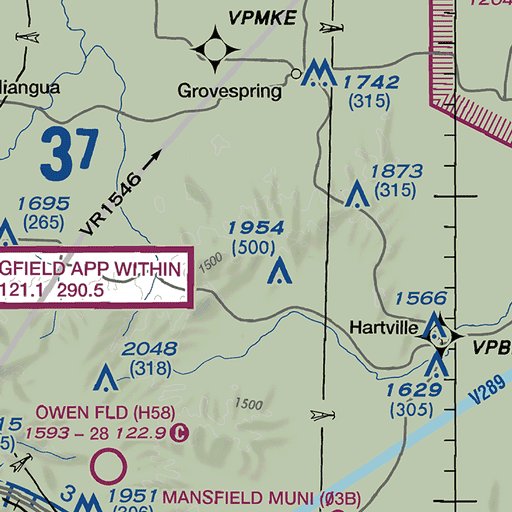 VPMKE
Grovespring
1742
(315)
37
1873
(315)
1695
(265)
VR1546
1954
(500)
1500
GFIELD APP WITHIN
121.1 290.5
1566
Hartville
2048
(318)
1629
(305)
V289
1500
OWEN FLD (H58)
1593 - 28 122.9 C
3
1951
MANSFIELD MUNI (03B)